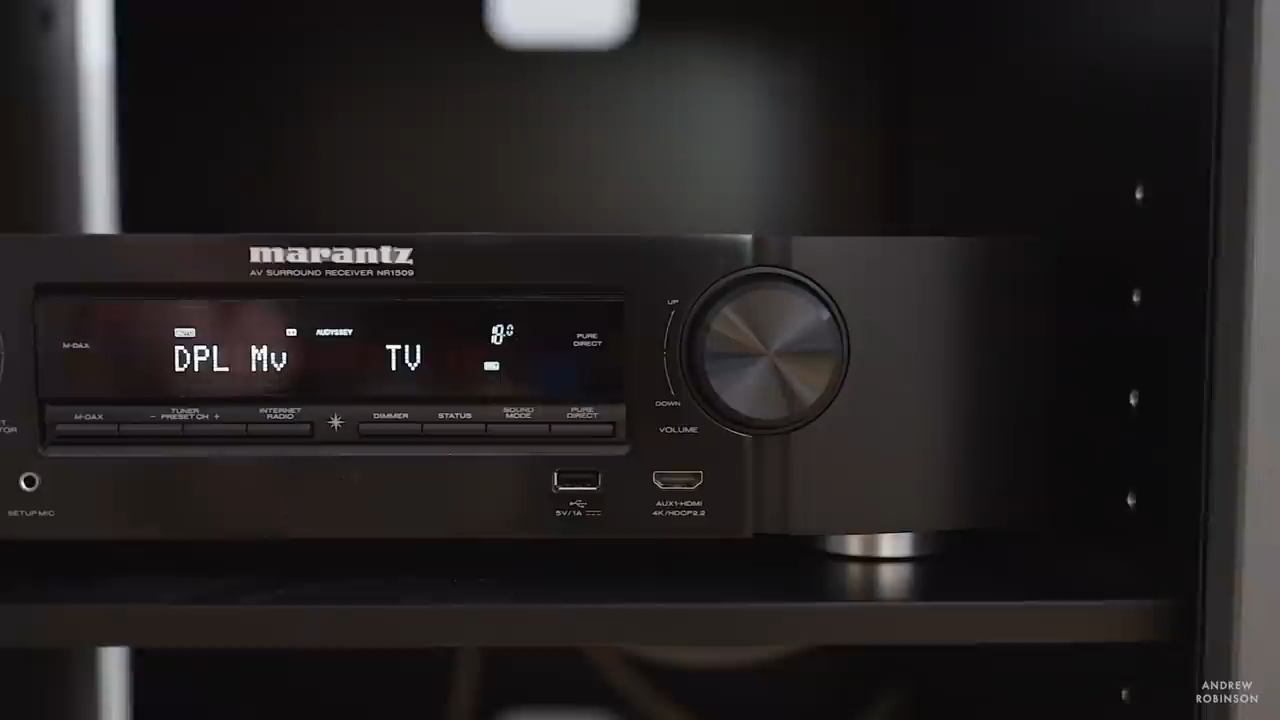 marantz
AV SURROUND RECEIVER NR1509
UP
AUDYSSEY
18⁰
M-DAX
PURE
DIRECT
DPL Mv TV
DOWN
M-DAX
TUNER
− PRESET CH +
INTERNET
RADIO
DIMMER
STATUS
SOUND
MODE
PURE
DIRECT
VOLUME
SETUP MIC
5V/1A
AUX1-HDMI
4K/HDCP2.2
ANDREW
ROBINSON